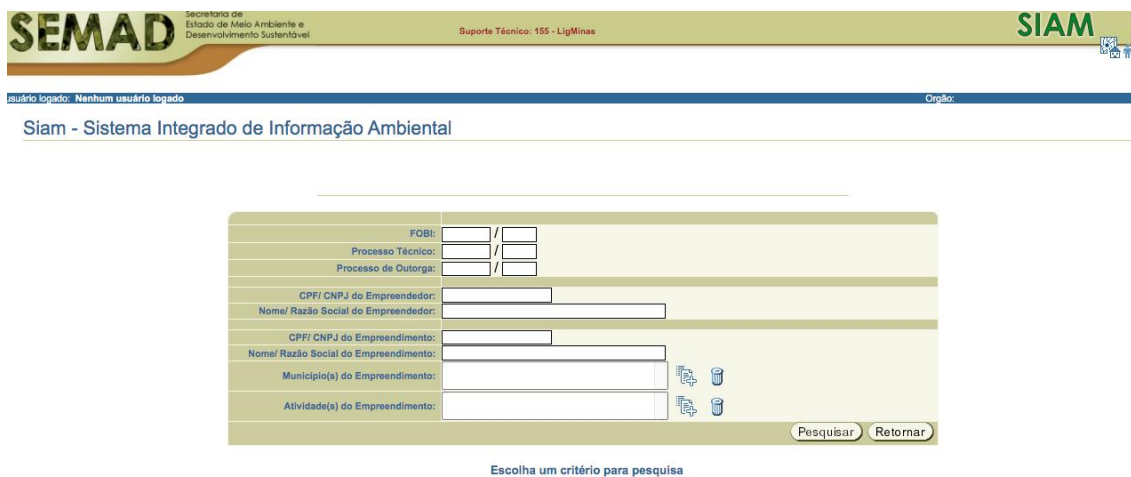 SEMAD
Secretaria de
Estado de Meio Ambiente e
Desenvolvimento Sustentável
Suporte Técnico: 155 - LigMinas
SIAM
usuário logado: Nenhum usuário logado
Orgão:
Siam - Sistema Integrado de Informação Ambiental
FOBI: /
Processo Técnico: /
Processo de Outorga: /
CPF/ CNPJ do Empreendedor:
Nome/ Razão Social do Empreendedor:
CPF/ CNPJ do Empreendimento:
Nome/ Razão Social do Empreendimento:
Município(s) do Empreendimento:
Atividade(s) do Empreendimento:
Pesquisar Retornar
Escolha um critério para pesquisa